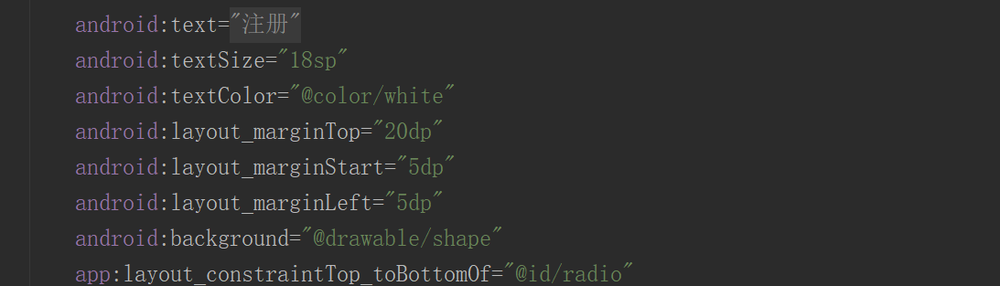 android:text="注册"
android:textSize="18sp"
android:textColor="@color/white"
android:layout_marginTop="20dp"
android:layout_marginStart="5dp"
android:layout_marginLeft="5dp"
android:background="@drawable/shape"
app:layout_constraintTop_toBottomOf="@id/radio"